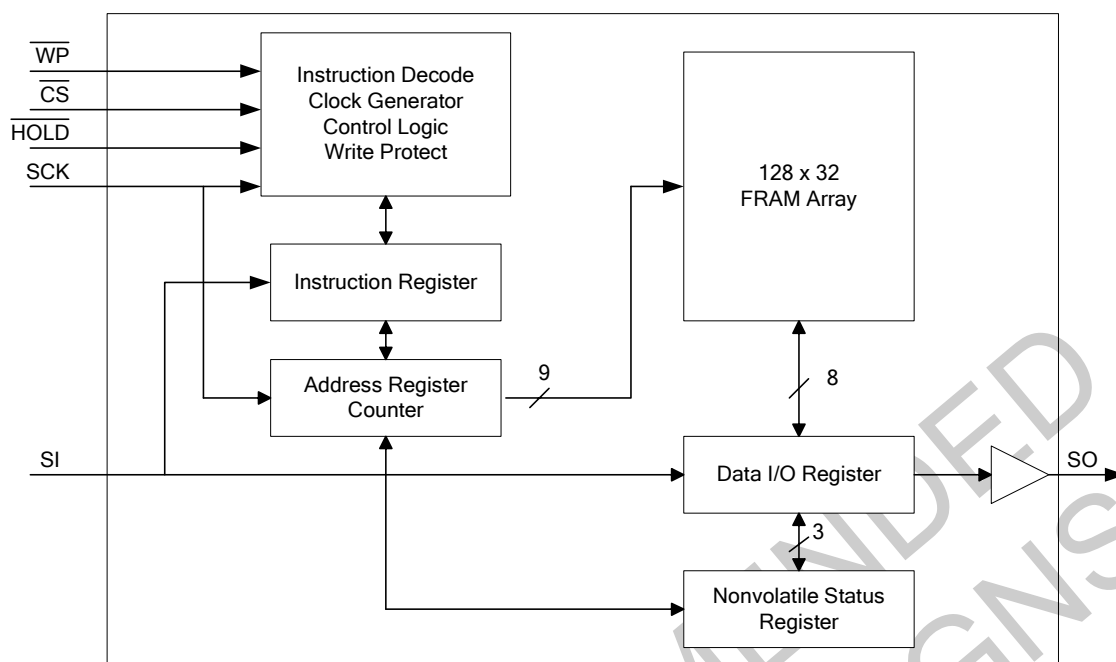 WP
CS
HOLD
SCK
Instruction Decode
Clock Generator
Control Logic
Write Protect
128 x 32
FRAM Array
Instruction Register
Address Register
Counter
9
8
SI
Data I/O Register
SO
3
Nonvolatile Status
Register